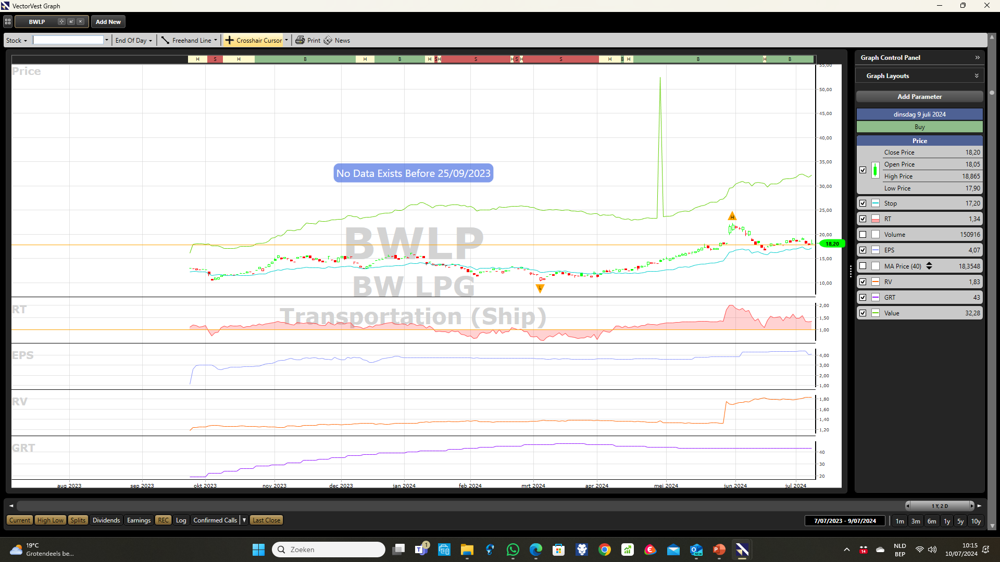 VectorVest Graph
BWLP
Add New
Stock
End Of Day
Freehand Line
Crosshair Cursor
Print
News
H S H B H B H S H S H S H S H B H B H B
Price
55,00
50,00
45,00
40,00
35,00
30,00
25,00
20,00
18,20
15,00
10,00
No Data Exists Before 25/09/2023
H
L
BWLP
BW LPG
Transportation (Ship)
RT
2,00
1,50
1,00
EPS
4,00
3,00
2,00
1,00
RV
1,80
1,60
1,40
1,20
GRT
40
30
20
aug 2023 sep 2023 okt 2023 nov 2023 dec 2023 jan 2024 feb 2024 mrt 2024 apr 2024 mei 2024 jun 2024 jul 2024
Graph Control Panel
Graph Layouts
Add Parameter
dinsdag 9 juli 2024
Buy
Price
Close Price 18,20
Open Price 18,05
High Price 18,865
Low Price 17,90
Stop 17,20
RT 1,34
Volume 150916
EPS 4,07
MA Price (40) 18,3548
RV 1,83
GRT 43
Value 32,28
1 Y, 2 D
Current High Low Splits Dividends Earnings REC Log Confirmed Calls Last Close
7/07/2023 - 9/07/2024
1m 3m 6m 1y 5y 10y
19°C
Grotendeels be...
Zoeken
1
NEW
14
NLD
BEP
10:15
10/07/2024